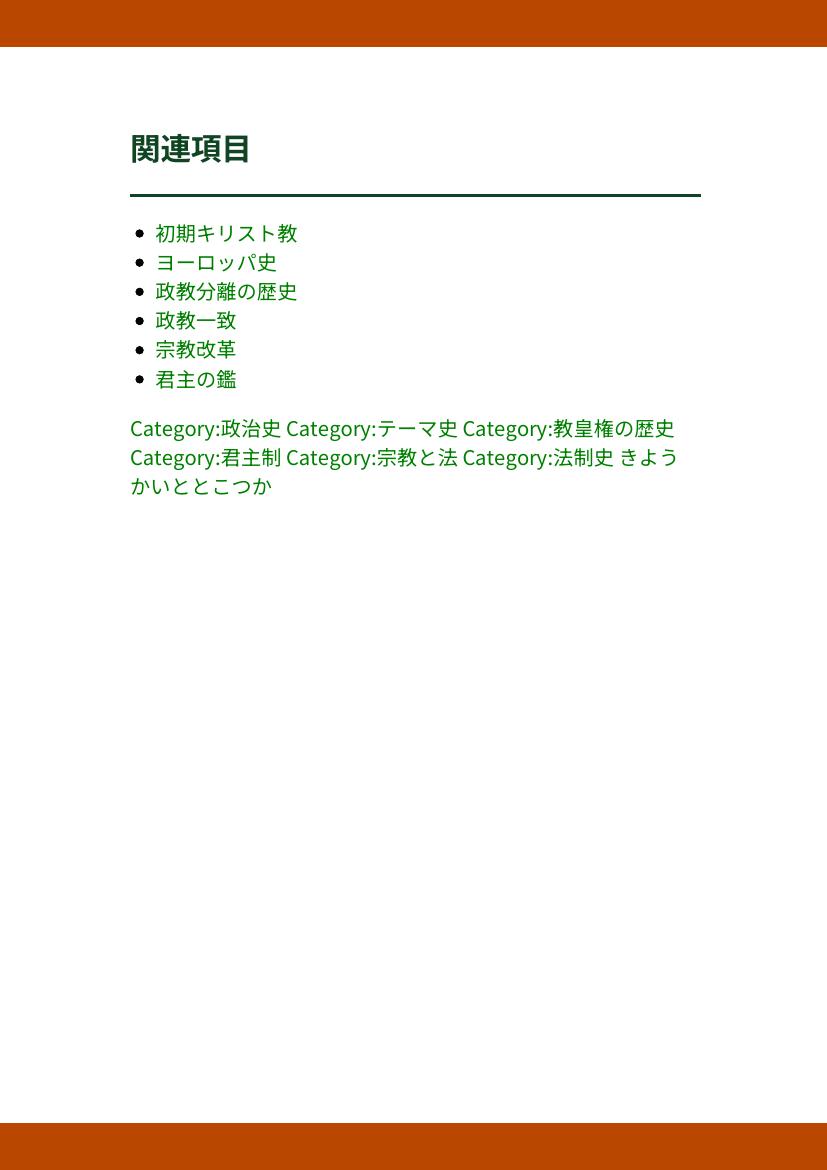 関連項目
初期キリスト教
ヨーロッパ史
政教分離の歴史
政教一致
宗教改革
君主の鑑
Category:政治史 Category:テーマ史 Category:教皇権の歴史
Category:君主制 Category:宗教と法 Category:法制史 きよう
かいととこつか